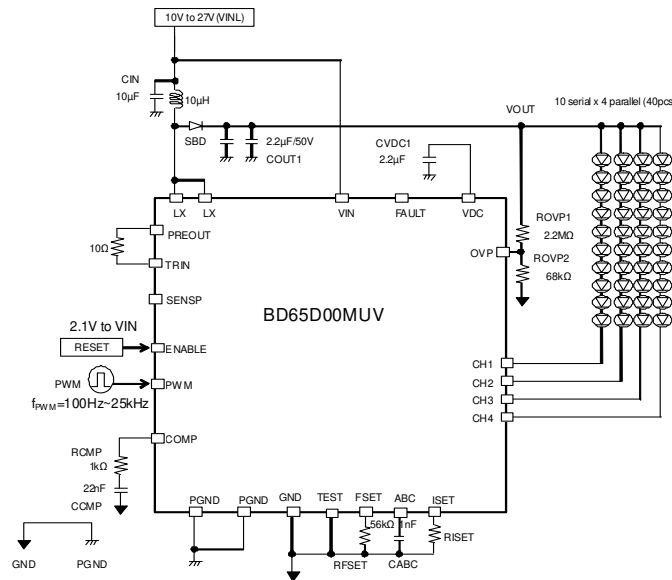 10V to 27V(VINL)
CIN
10µF
10µH
SBD
2.2µF/50V
COUT1
CVDC1
2.2µF
VOUT
10 serial x 4 parallel (40pcs
LX
LX
VIN
FAULT
VDC
PREOUT
10Ω
TRIN
SENSP
OVP
ROVP1
2.2MΩ
ROVP2
68kΩ
BD65D00MUV
2.1V to VIN
RESET
ENABLE
PWM
PWM
fPWM=100Hz~25kHz
CH1
CH2
CH3
CH4
COMP
RCMP
1kΩ
22nF
CCMP
PGND
PGND
GND
TEST
FSET
ABC
ISET
56kΩ
1nF
RISET
RFSET
CABC
GND
PGND